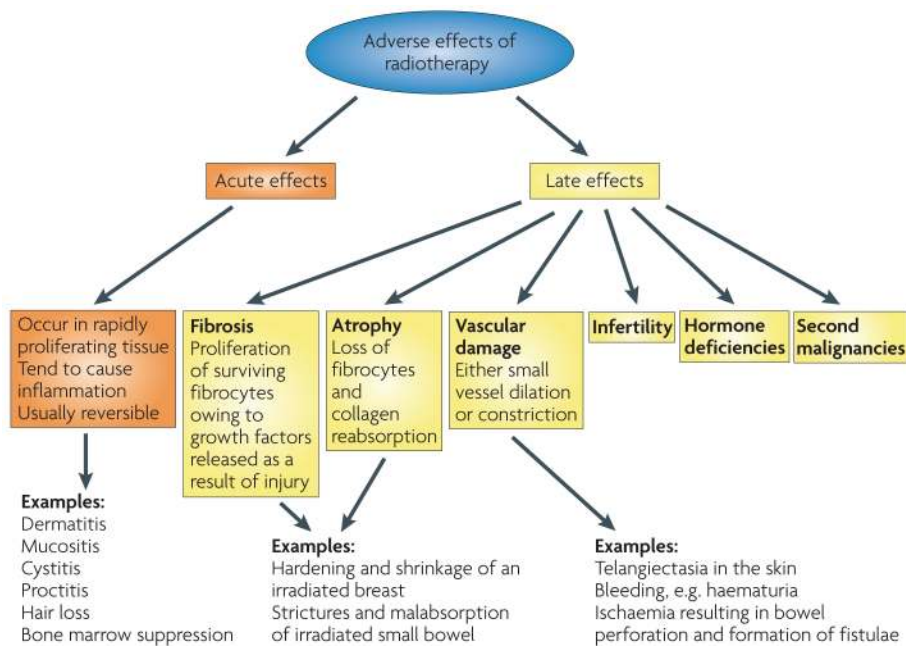 Adverse effects of
radiotherapy
Acute effects
Late effects
Occur in rapidly
proliferating tissue
Tend to cause
inflammation
Usually reversible
Fibrosis
Proliferation
of surviving
fibrocytes
owing to
growth factors
released as a
result of injury
Atrophy
Loss of
fibrocytes
and
collagen
reabsorption
Vascular
damage
Either small
vessel dilation
or constriction
Infertility
Hormone
deficiencies
Second
malignancies
Examples:
Dermatitis
Mucositis
Cystitis
Proctitis
Hair loss
Bone marrow suppression
Examples:
Hardening and shrinkage of an
irradiated breast
Strictures and malabsorption
of irradiated small bowel
Examples:
Telangiectasia in the skin
Bleeding, e.g. haematuria
Ischaemia resulting in bowel
perforation and formation of fistulae